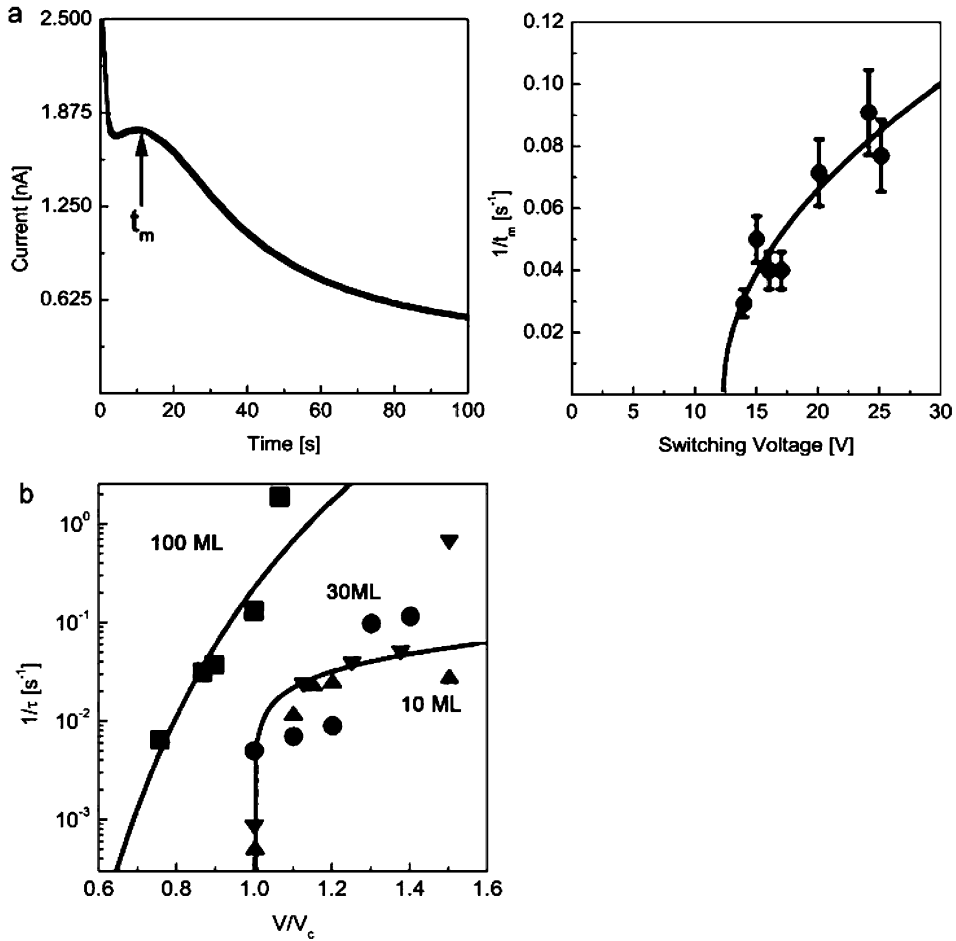 a
2.500
1.875
1.250
0.625
Current [nA]
tm
0 20 40 60 80 100
Time [s]
0.12
0.10
0.08
0.06
0.04
0.02
1/tm [s-1]
0 5 10 15 20 25 30
Switching Voltage [V]
b
100 ML
30ML
10 ML
10^0
10^-1
10^-2
10^-3
1/τ [s-1]
0.6 0.8 1.0 1.2 1.4 1.6
V/Vc